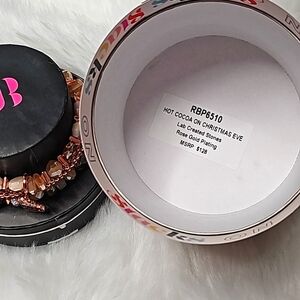 RBP6510
HOT COCOA ON CHRISTMAS EVE
Lab Created Stones
Rose Gold Plating
MSRP $128
B